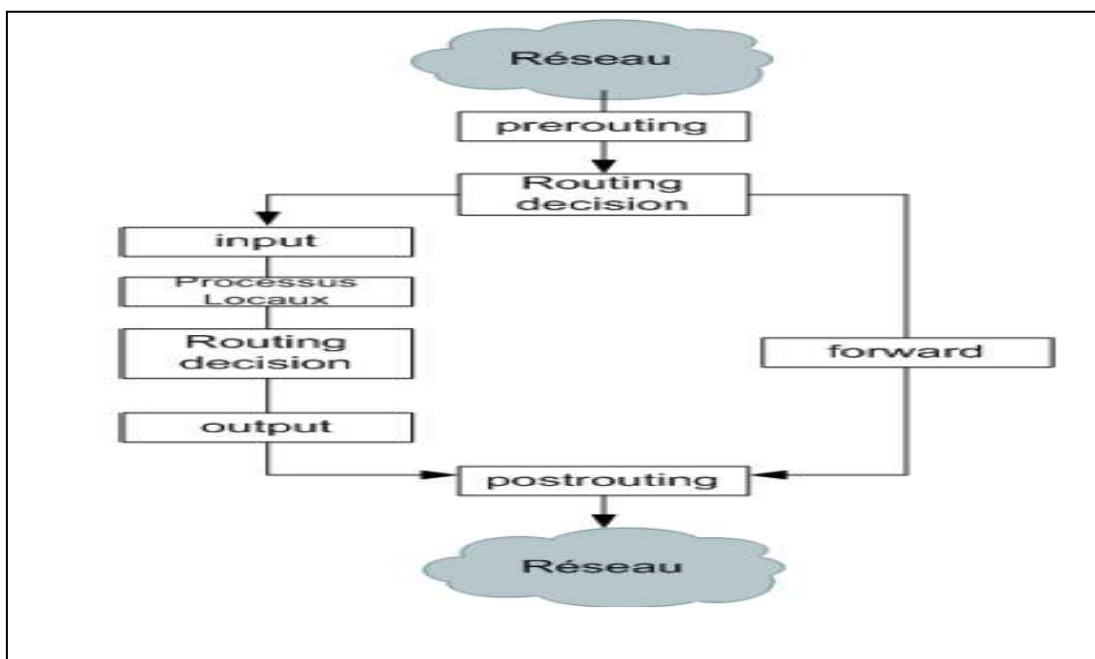 Réseau
prerouting
Routing
decision
input
Processus
Locaux
Routing
decision
output
forward
postrouting
Réseau